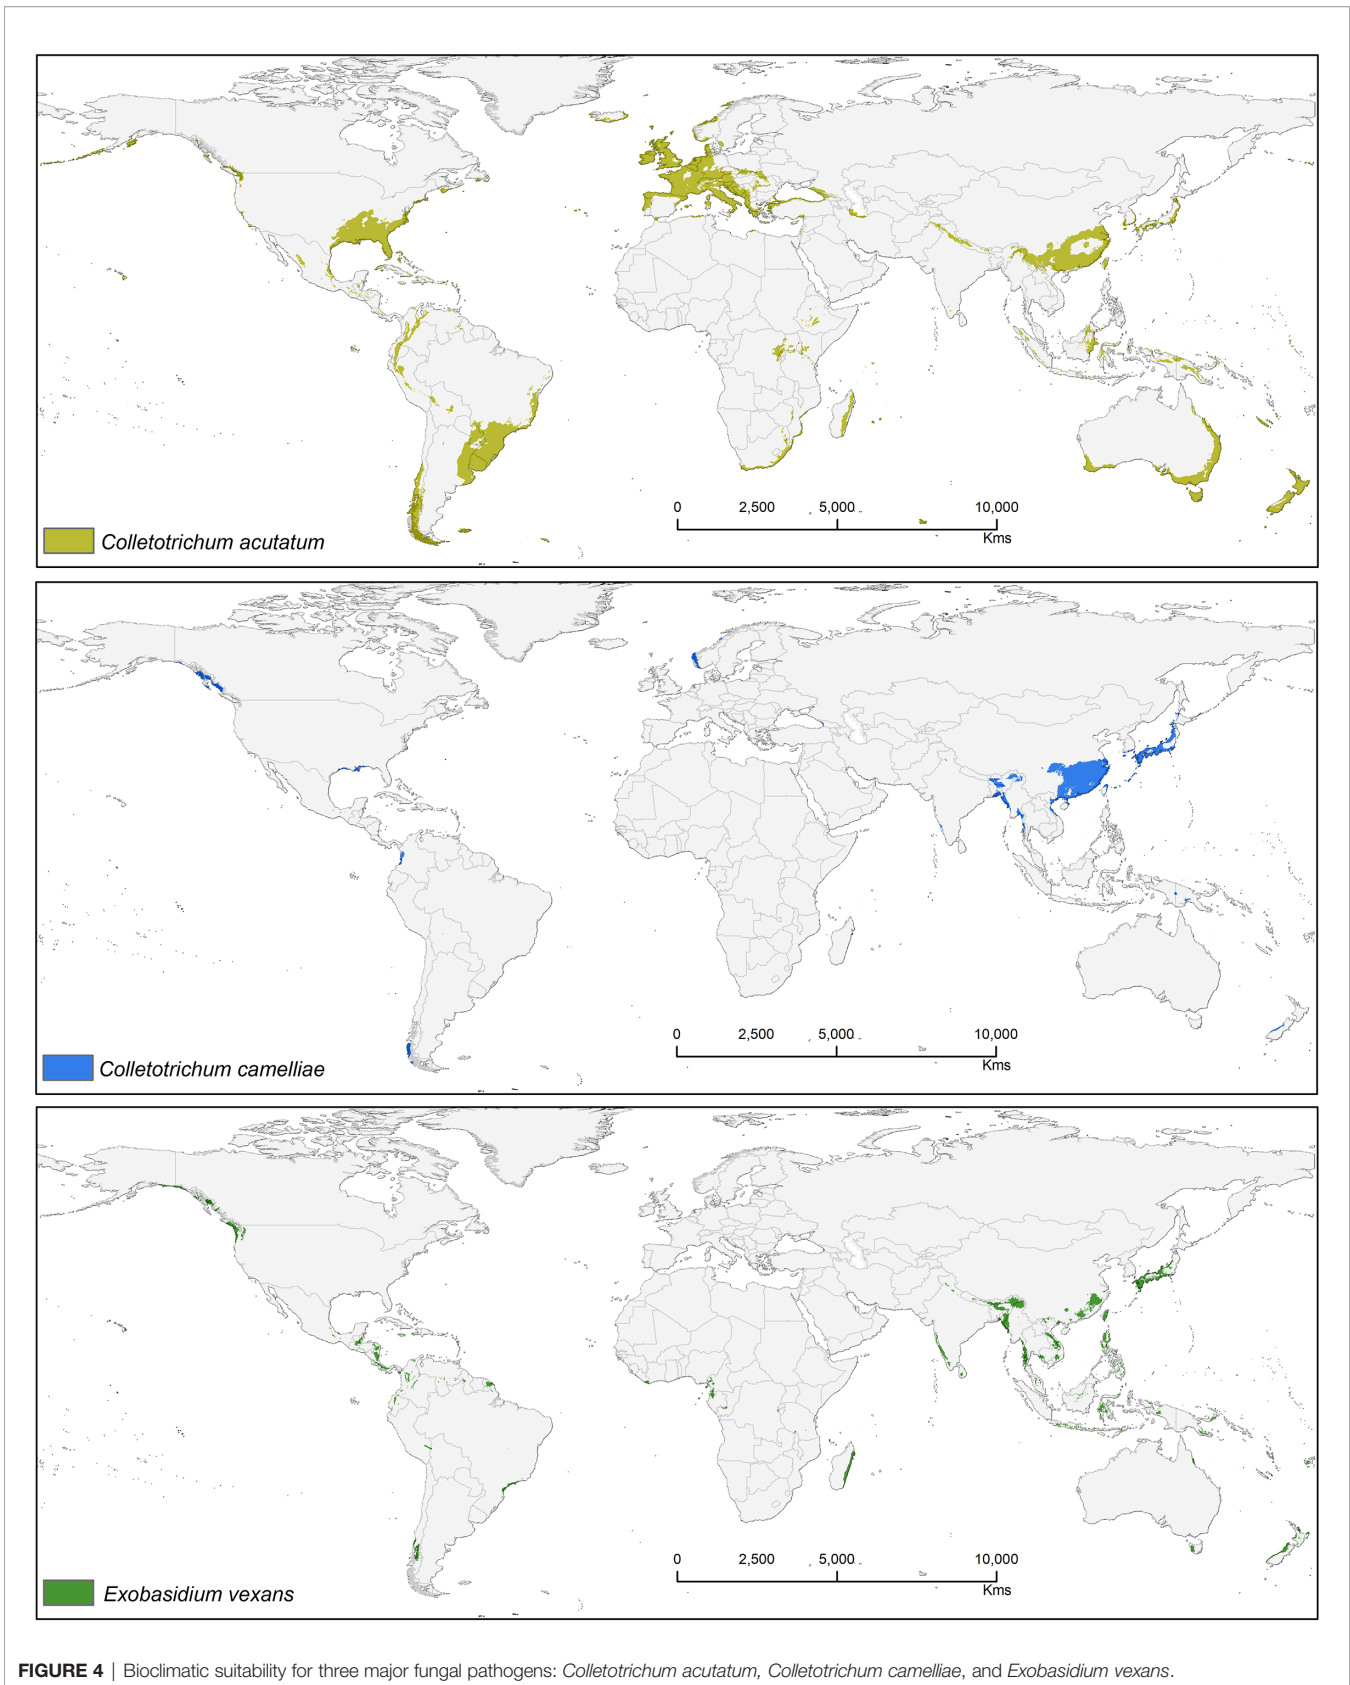 0 2,500 5,000 10,000
Kms
Colletotrichum acutatum
0 2,500 5,000 10,000
Kms
Colletotrichum camelliae
0 2,500 5,000 10,000
Kms
Exobasidium vexans
FIGURE 4 | Bioclimatic suitability for three major fungal pathogens: Colletotrichum acutatum, Colletotrichum camelliae, and Exobasidium vexans.